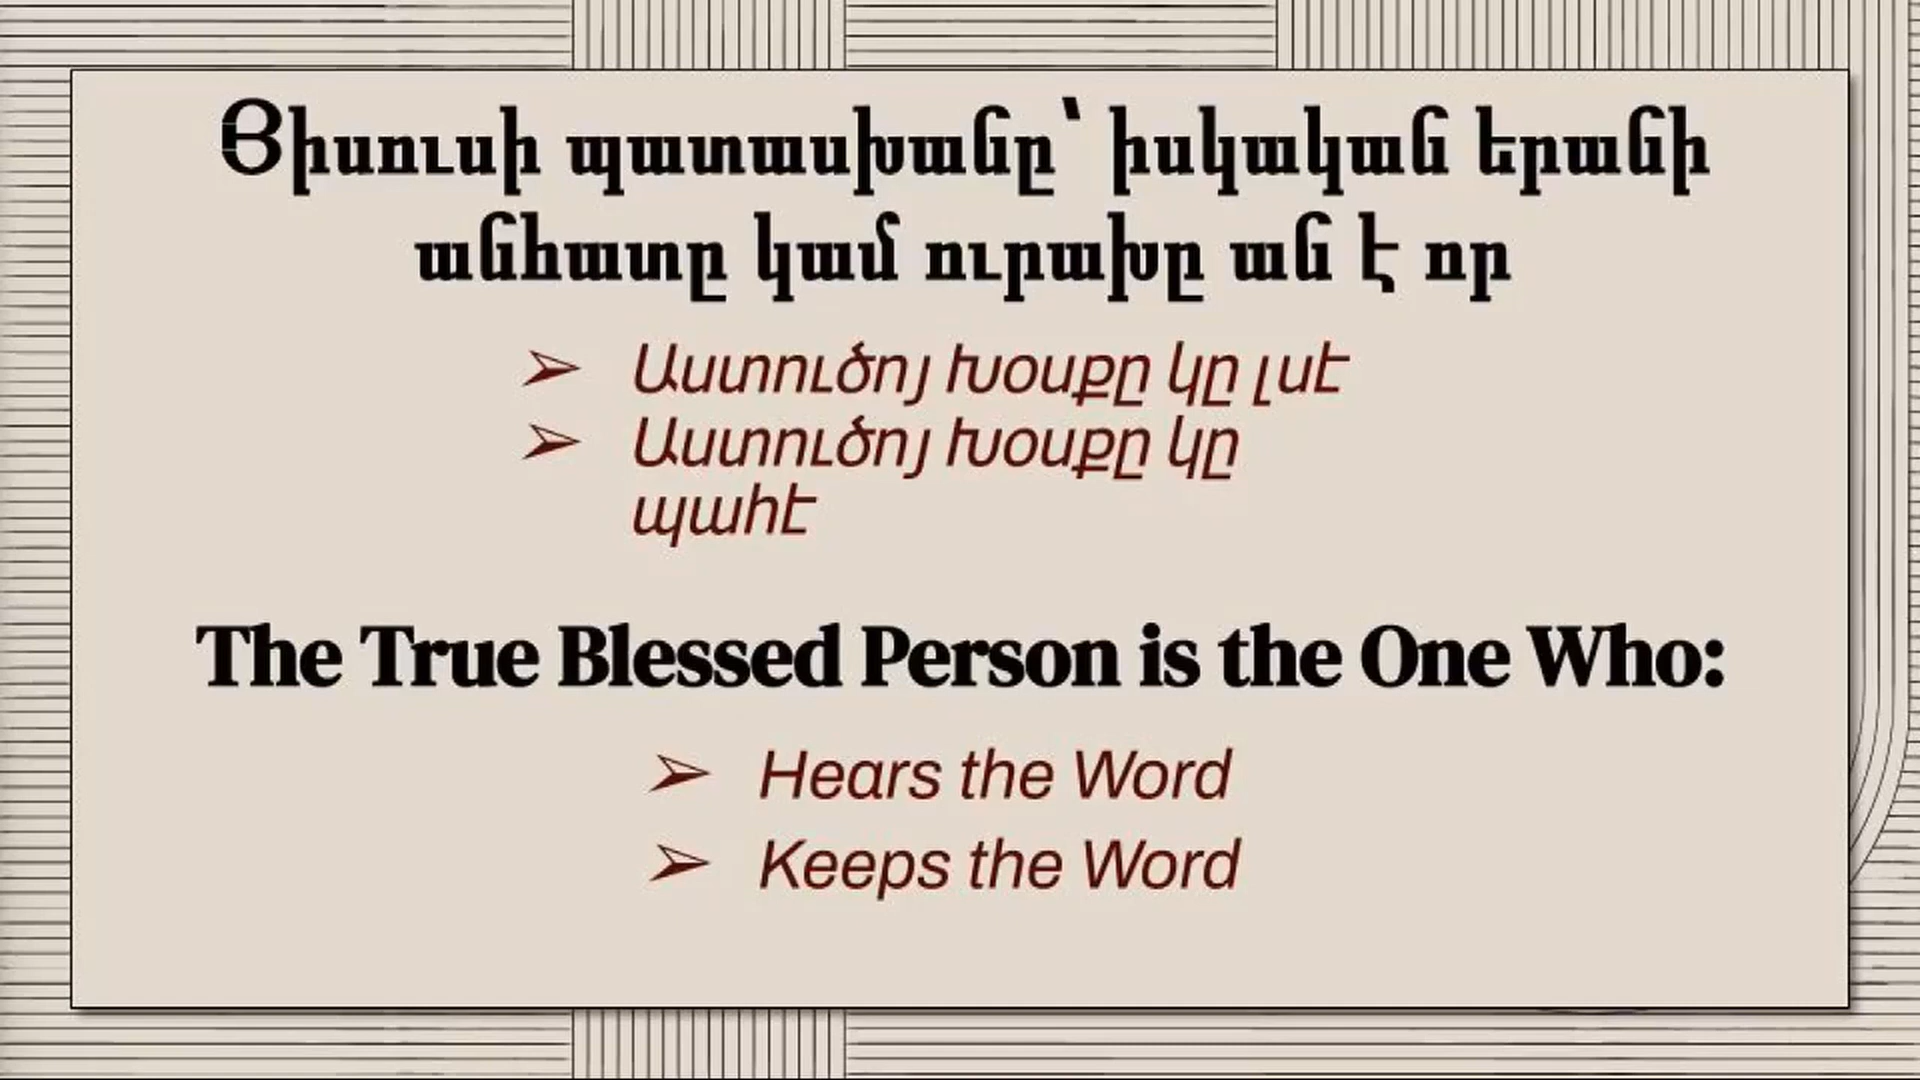 Յիսուսի պատասխանը՝ իսկական երանի
անհատը կամ ուրախը ան է որ
➢ Աստուծոյ Խօսքը կը լսէ
➢ Աստուծոյ Խօսքը կը
պահէ
The True Blessed Person is the One Who:
➢ Hears the Word
➢ Keeps the Word